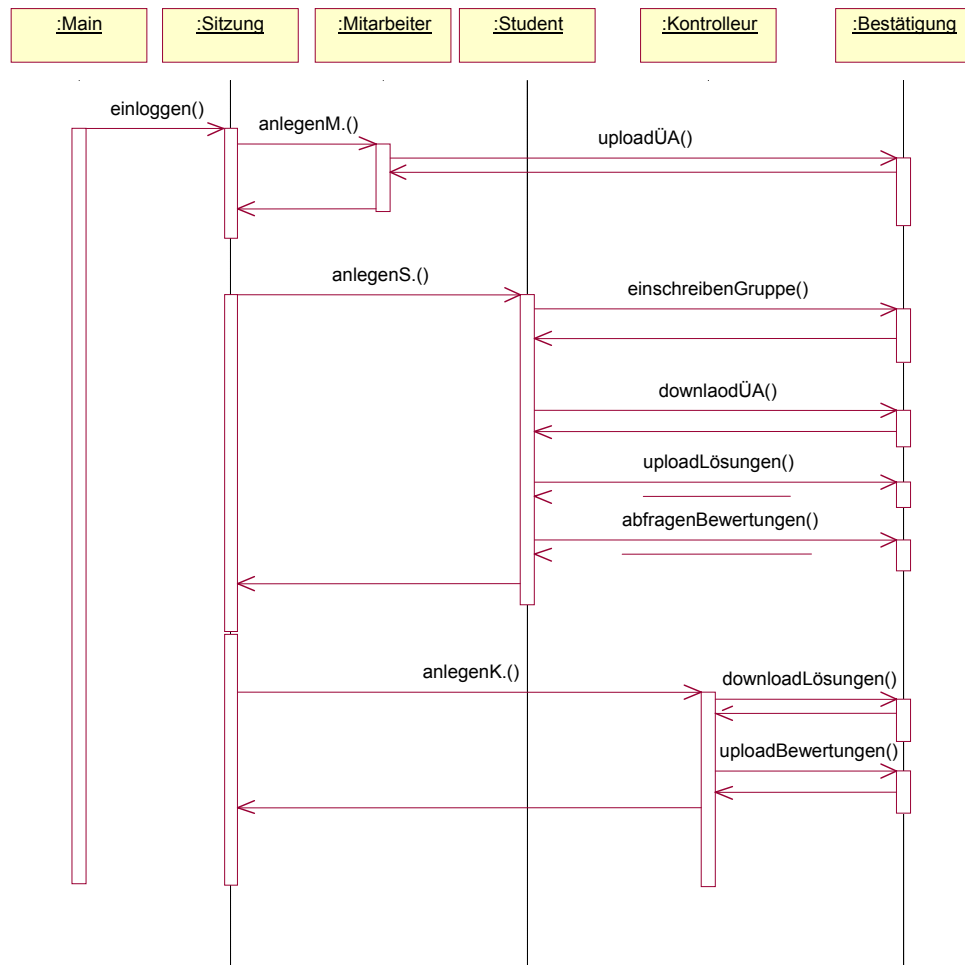 :Main
:Sitzung
:Mitarbeiter
:Student
:Kontrolleur
:Bestätigung
einloggen()
anlegenM.()
uploadÜA()
anlegenS.()
einschreibenGruppe()
downlaodÜA()
uploadLösungen()
abfragenBewertungen()
anlegenK.()
downloadLösungen()
uploadBewertungen()